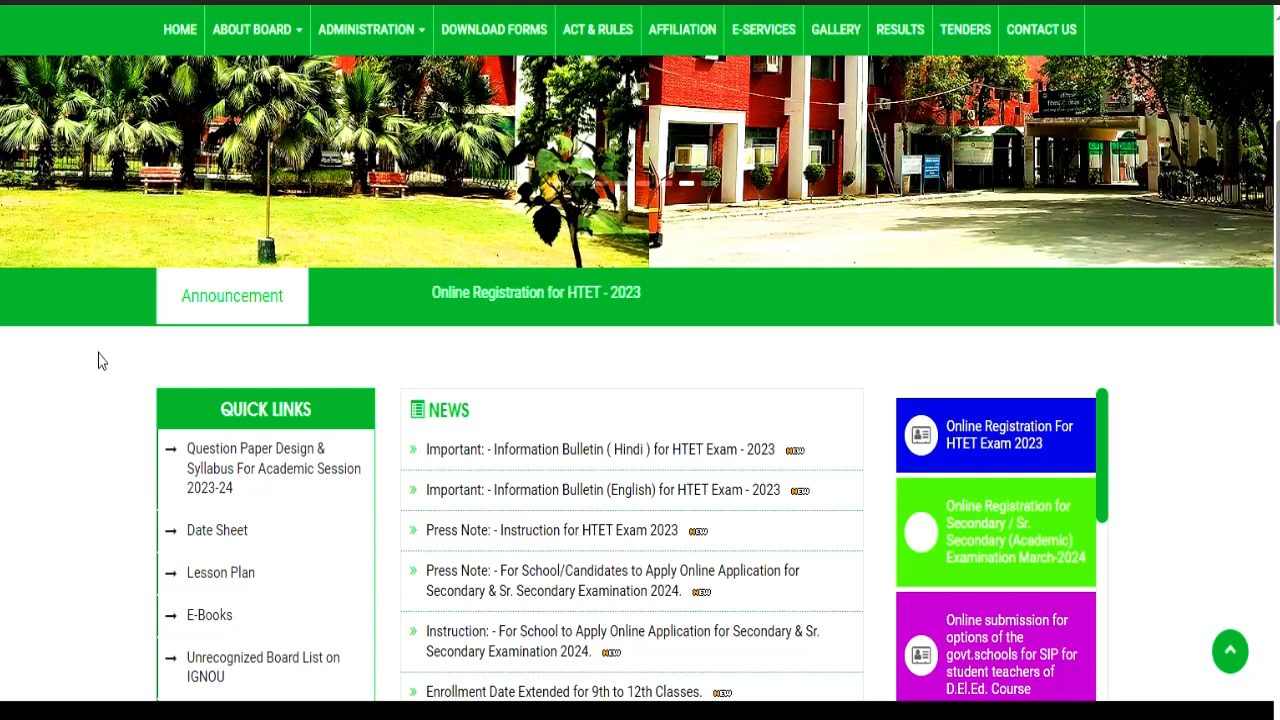 HOME ABOUT BOARD ADMINISTRATION DOWNLOAD FORMS ACT & RULES AFFILIATION E-SERVICES GALLERY RESULTS TENDERS CONTACT US
Announcement
Online Registration for HTET - 2023
QUICK LINKS
Question Paper Design &
Syllabus For Academic Session
2023-24
Date Sheet
Lesson Plan
E-Books
Unrecognized Board List on
IGNOU
NEWS
Important: - Information Bulletin ( Hindi ) for HTET Exam - 2023 NEW
Important: - Information Bulletin (English) for HTET Exam - 2023 NEW
Press Note: - Instruction for HTET Exam 2023 NEW
Press Note: - For School/Candidates to Apply Online Application for
Secondary & Sr. Secondary Examination 2024. NEW
Instruction: - For School to Apply Online Application for Secondary & Sr.
Secondary Examination 2024. NEW
Enrollment Date Extended for 9th to 12th Classes. NEW
Online Registration For
HTET Exam 2023
Online Registration for
Secondary / Sr.
Secondary (Academic)
Examination March-2024
Online submission for
options of the
govt.schools for SIP for
student teachers of
D.El.Ed. Course